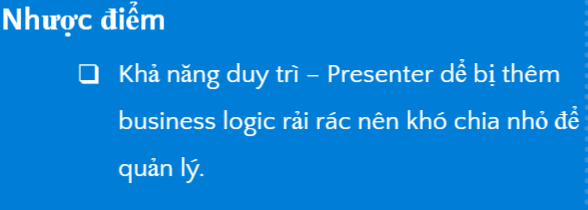 Nhược điểm
❑ Khả năng duy trì – Presenter dể bị thêm
business logic rải rác nên khó chia nhỏ để
quản lý.